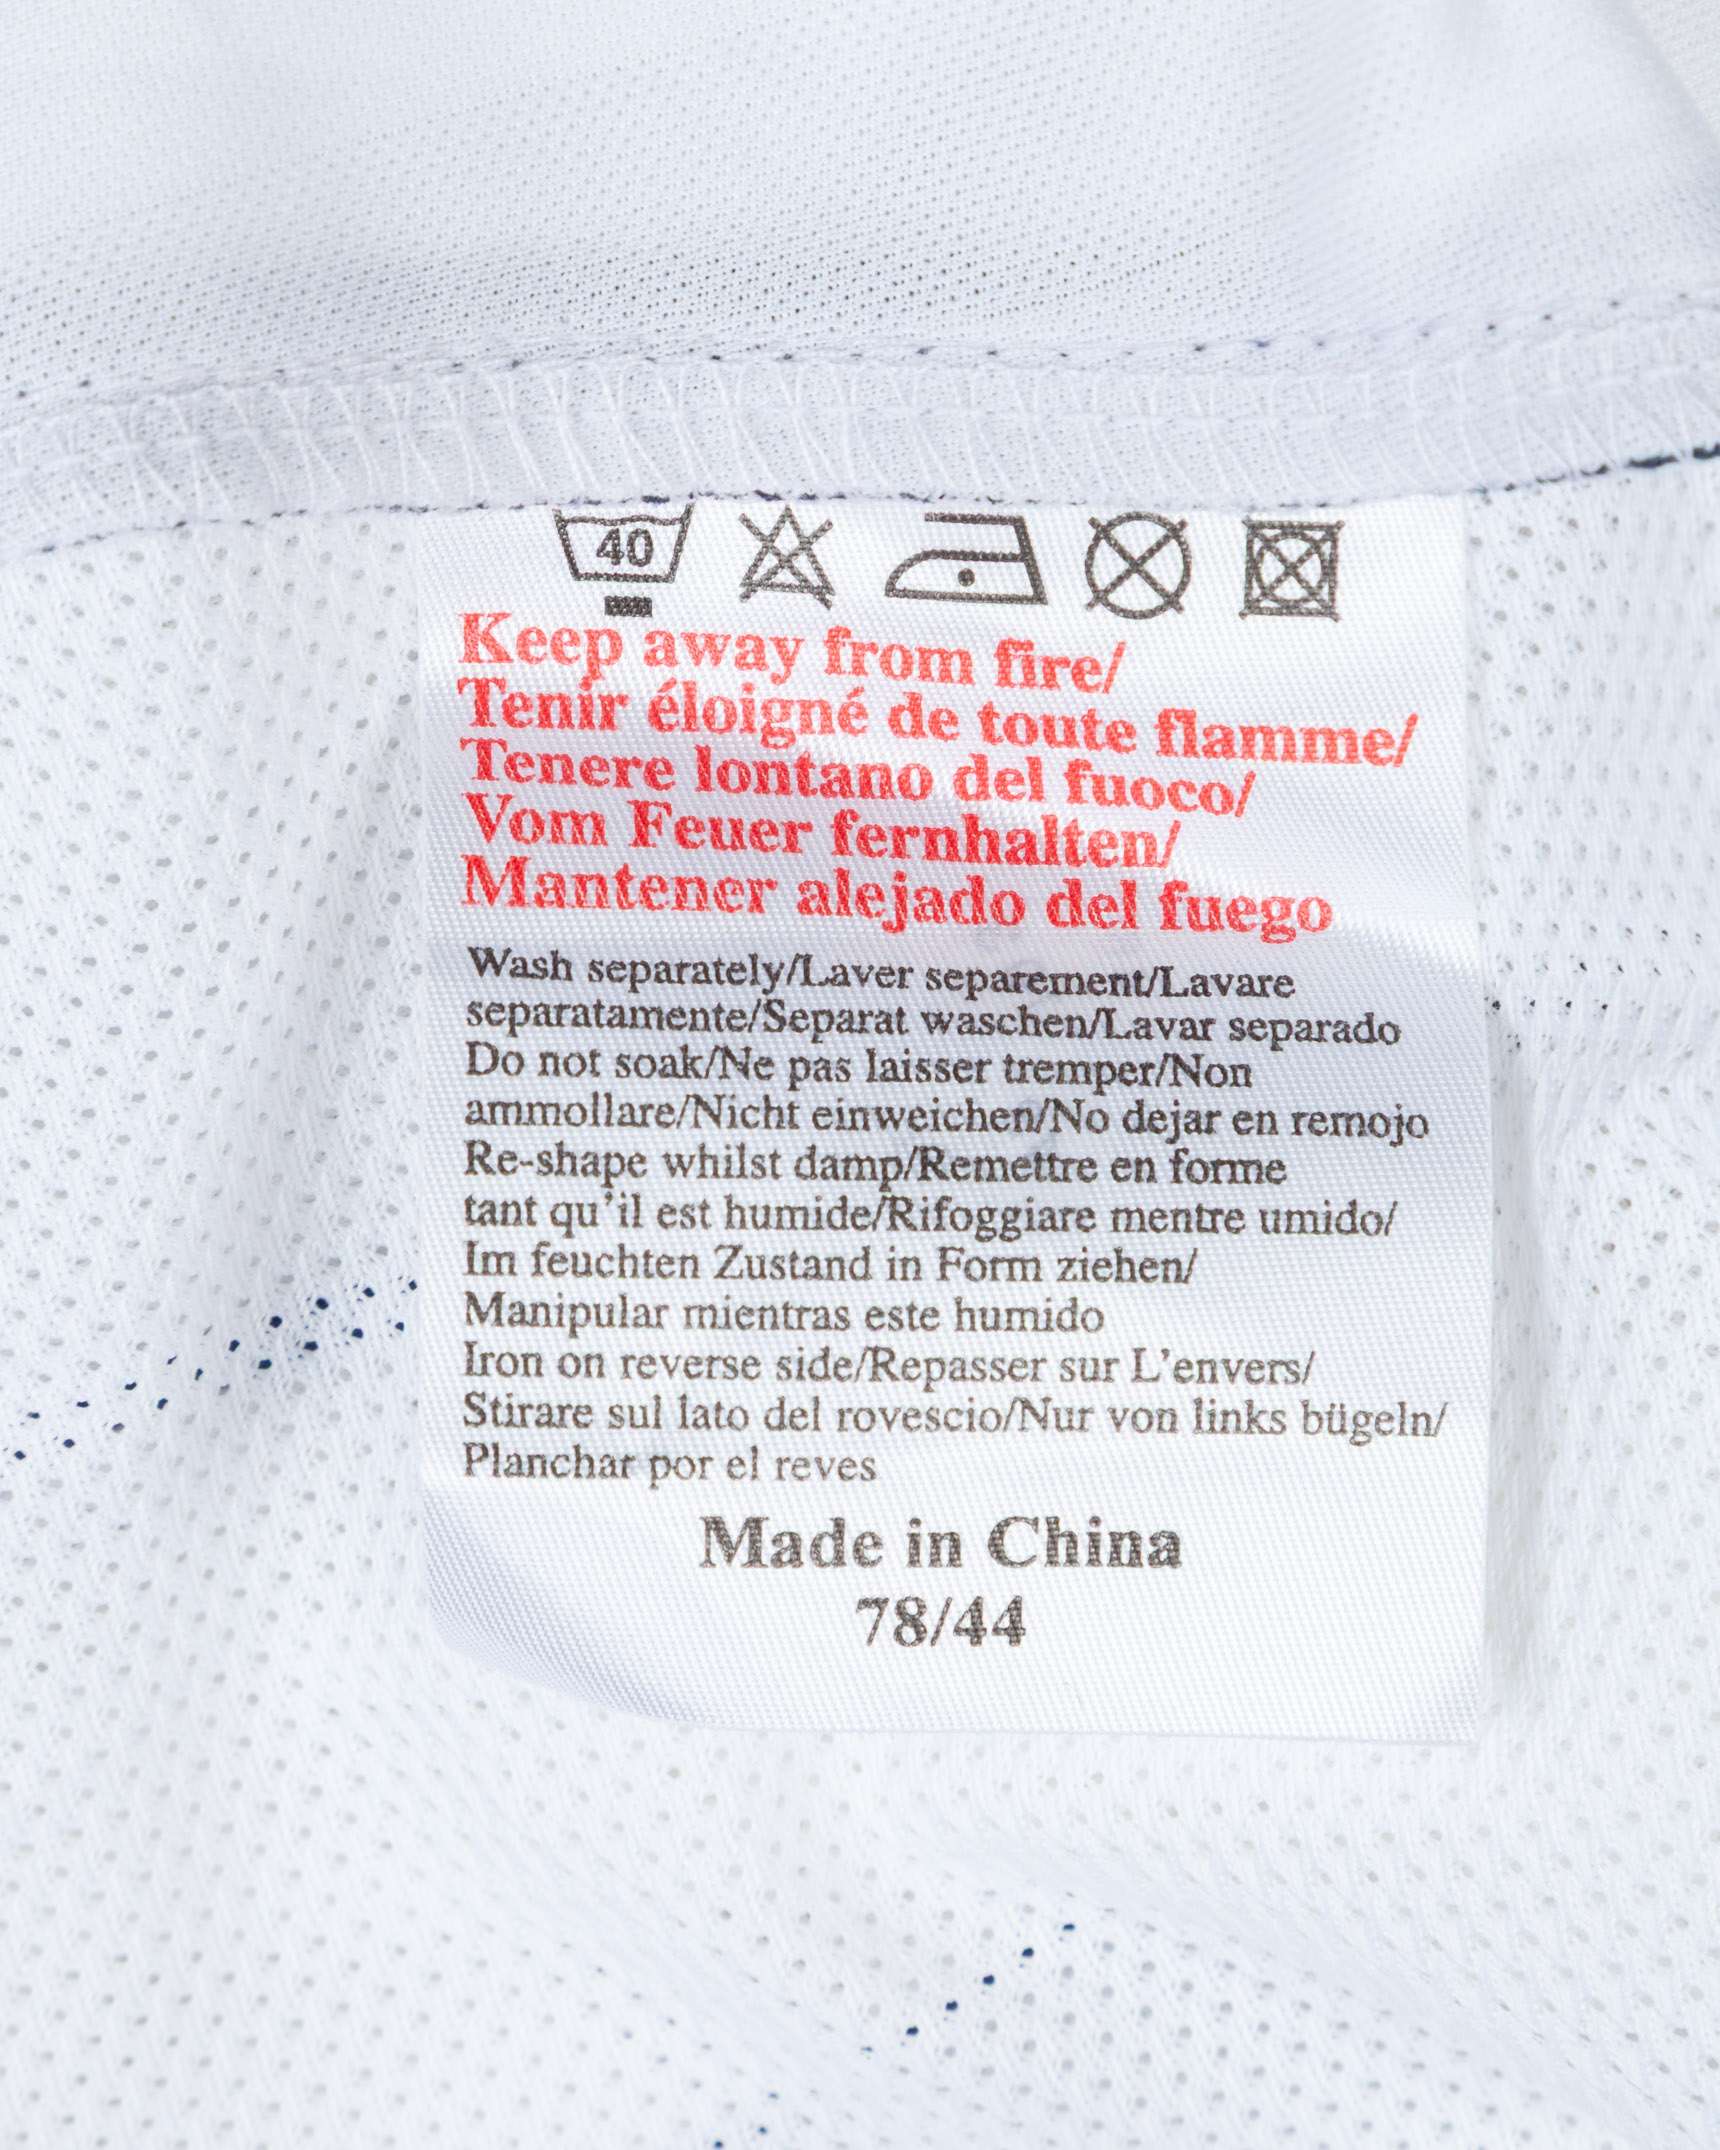 40
Keep away from fire/
Tenir éloigné de toute flamme/
Tenere lontano del fuoco/
Vom Feuer fernhalten/
Mantener alejado del fuego
Wash separately/Laver separement/Lavare
separatamente/Separat waschen/Lavar separado
Do not soak/Ne pas laisser tremper/Non
ammollare/Nicht einweichen/No dejar en remojo
Re-shape whilst damp/Remettre en forme
tant qu'il est humide/Rifoggiare mentre umido/
Im feuchten Zustand in Form ziehen/
Manipular mientras este humido
Iron on reverse side/Repasser sur L'envers/
Stirare sul lato del rovescio/Nur von links bügeln/
Planchar por el reves
Made in China
78/44